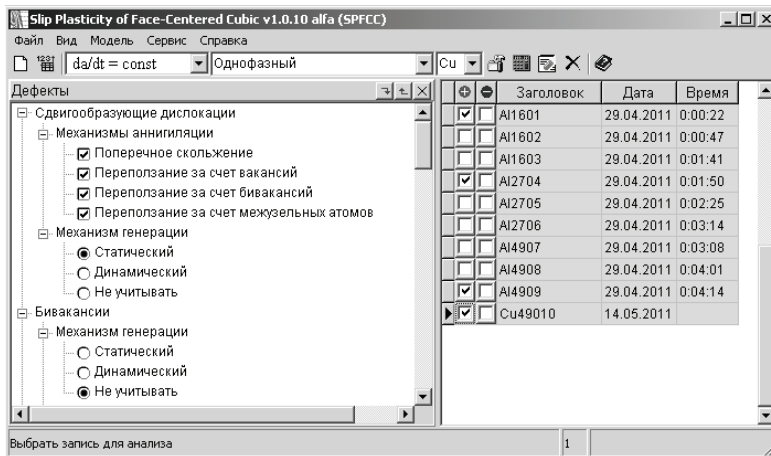 Slip Plasticity of Face-Centered Cubic v1.0.10 alfa (SPFCC)
Файл Вид Модель Сервис Справка
da/dt = const Однофазный Cu
Дефекты
Сдвигообразующие дислокации
Механизмы аннигиляции
Поперечное скольжение
Переползание за счет вакансий
Переползание за счет бивакансий
Переползание за счет межузельных атомов
Механизм генерации
Статический
Динамический
Не учитывать
Бивакансии
Механизм генерации
Статический
Динамический
Не учитывать
Заголовок Дата Время
Al1601 29.04.2011 0:00:22
Al1602 29.04.2011 0:00:47
Al1603 29.04.2011 0:01:41
Al2704 29.04.2011 0:01:50
Al2705 29.04.2011 0:02:25
Al2706 29.04.2011 0:03:14
Al4907 29.04.2011 0:03:08
Al4908 29.04.2011 0:04:01
Al4909 29.04.2011 0:04:14
Cu49010 14.05.2011
Выбрать запись для анализа 1